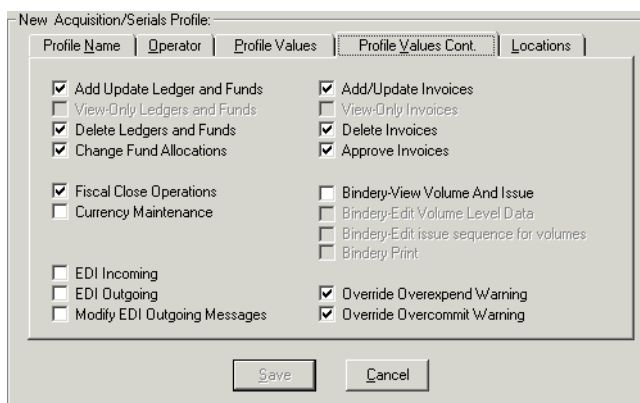 New Acquisition/Serials Profile:
Profile Name Operator Profile Values Profile Values Cont. Locations
Add Update Ledger and Funds
View-Only Ledgers and Funds
Delete Ledgers and Funds
Change Fund Allocations
Fiscal Close Operations
Currency Maintenance
EDI Incoming
EDI Outgoing
Modify EDI Outgoing Messages
Add/Update Invoices
View-Only Invoices
Delete Invoices
Approve Invoices
Bindery-View Volume And Issue
Bindery-Edit Volume Level Data
Bindery-Edit issue sequence for volumes
Bindery Print
Override Overexpend Warning
Override Overcommit Warning
Save Cancel